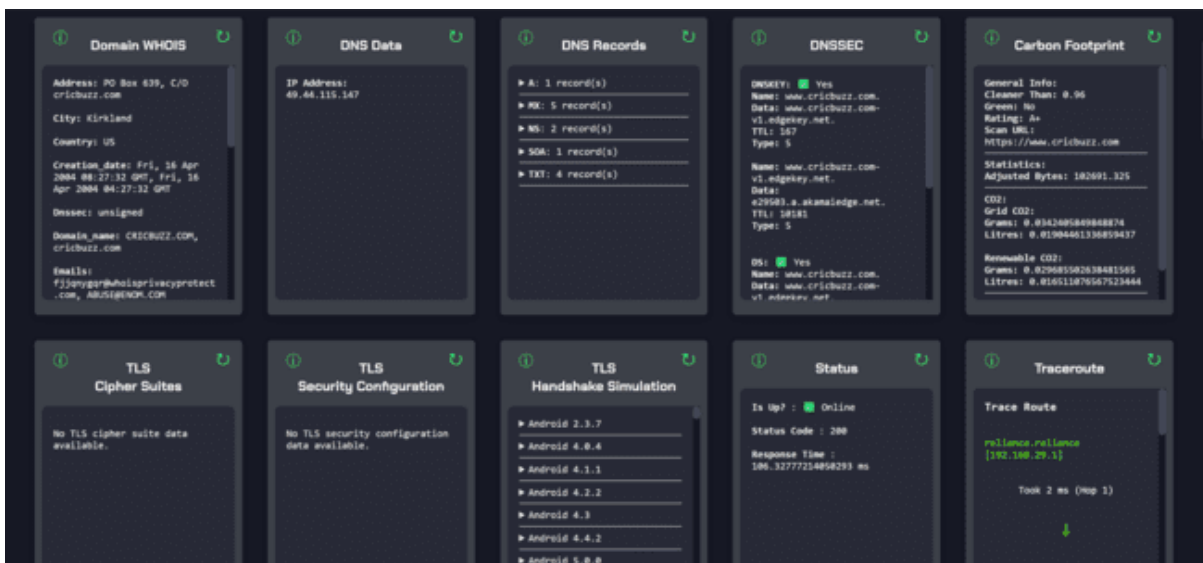 Domain WHOIS
Address: PO Box 639, C/O
cricbuzz.com
City: Kirkland
Country: US
Creation_date: Fri, 16 Apr
2004 08:27:32 GMT, Fri, 16
Apr 2004 04:27:32 GMT
Dnssec: unsigned
Domain_name: CRICBUZZ.COM,
cricbuzz.com
Emails:
fjjqnygqr@whoisprivacyprotect
.com, ABUSE@ENOM.COM
DNS Data
IP Address:
49.44.115.147
DNS Records
▶ A: 1 record(s)
▶ MX: 5 record(s)
▶ NS: 2 record(s)
▶ SOA: 1 record(s)
▶ TXT: 4 record(s)
DNSSEC
DNSKEY: ✅ Yes
Name: www.cricbuzz.com.
Data: www.cricbuzz.com-
v1.edgekey.net.
TTL: 167
Type: 5
Name: www.cricbuzz.com-
v1.edgekey.net.
Data:
e29503.a.akamaiedge.net.
TTL: 10181
Type: 5
DS: ✅ Yes
Name: www.cricbuzz.com.
Data: www.cricbuzz.com-
v1.edgekey.net.
Carbon Footprint
General Info:
Cleaner Than: 0.96
Green: No
Rating: A+
Scan URL:
https://www.cricbuzz.com
Statistics:
Adjusted Bytes: 102691.325
CO2:
Grid CO2:
Grams: 0.0342405849848874
Litres: 0.01904461336859437
Renewable CO2:
Grams: 0.029685502638481565
Litres: 0.016511076567523444
TLS
Cipher Suites
No TLS cipher suite data
available.
TLS
Security Configuration
No TLS security configuration
data available.
TLS
Handshake Simulation
▶ Android 2.3.7
▶ Android 4.0.4
▶ Android 4.1.1
▶ Android 4.2.2
▶ Android 4.3
▶ Android 4.4.2
▶ Android 5.0.0
Status
Is Up? : ✅ Online
Status Code : 200
Response Time :
106.32777214050293 ms
Traceroute
Trace Route
reliance.reliance
[192.168.29.1]
Took 2 ms (Hop 1)
↓